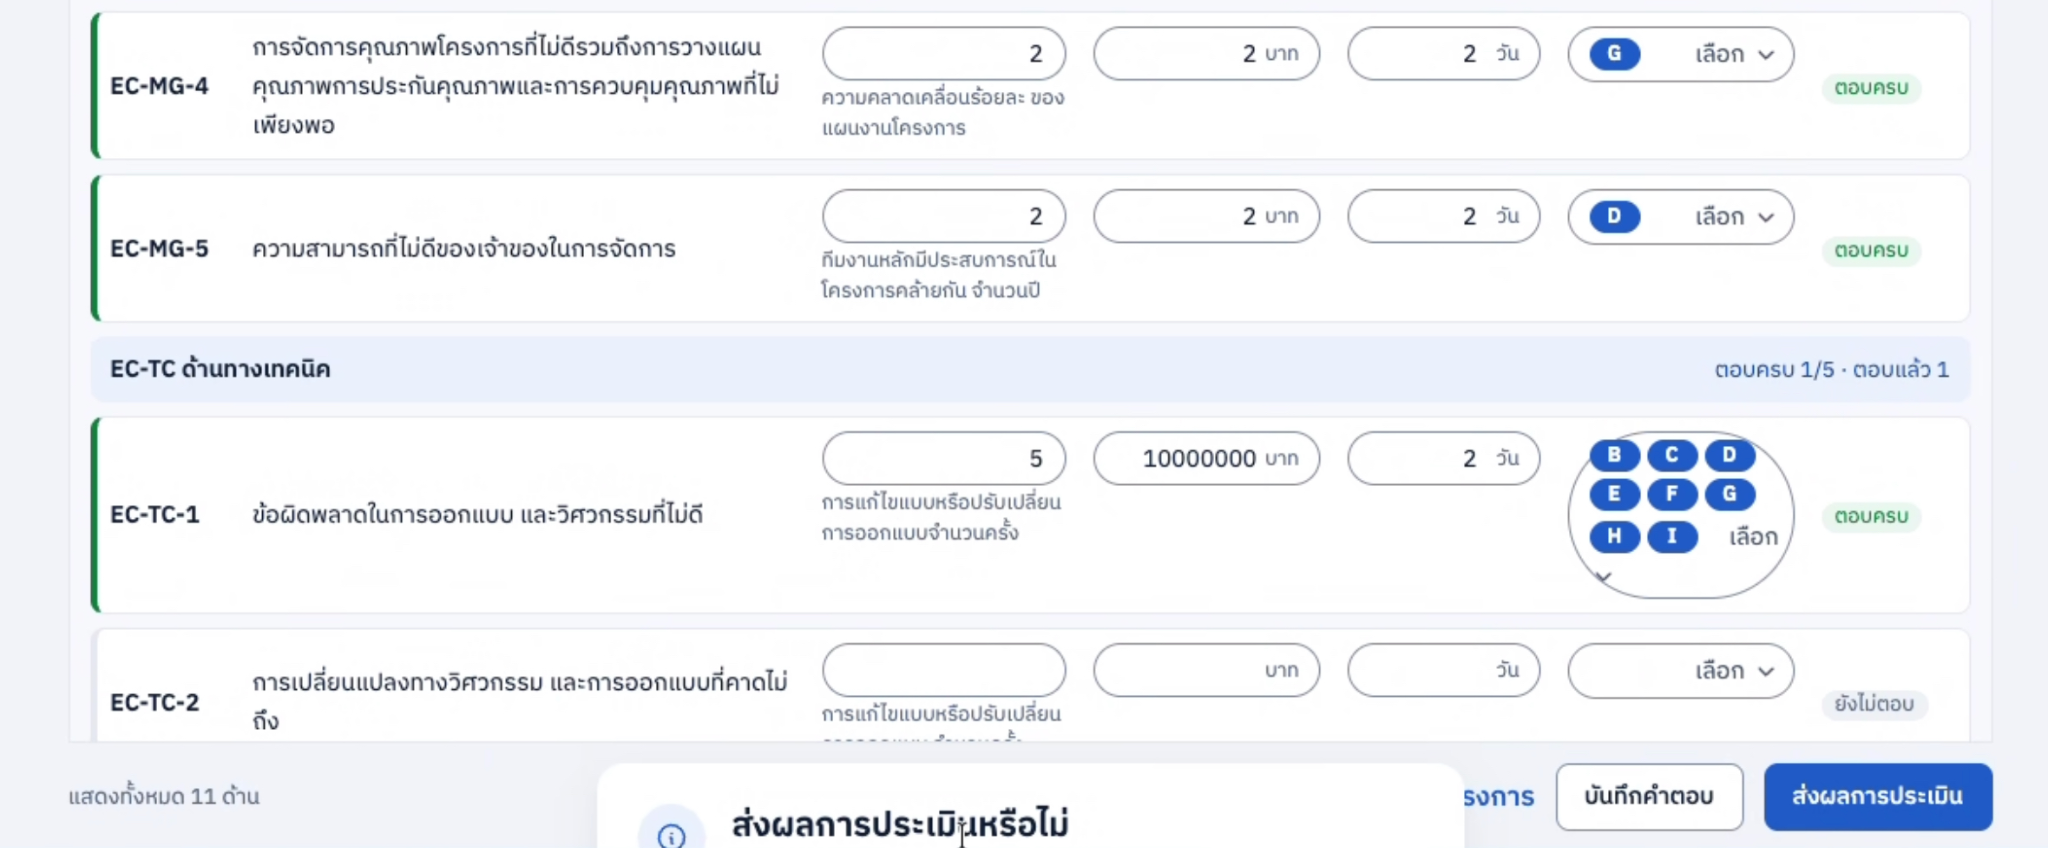 EC-MG-4
การจัดการคุณภาพโครงการที่ไม่ดีรวมถึงการวางแผน
คุณภาพการประกันคุณภาพและการควบคุมคุณภาพที่ไม่
เพียงพอ
2
ความคลาดเคลื่อนร้อยละ ของ
แผนงานโครงการ
2 บาท
2 วัน
G เลือก
ตอบครบ
EC-MG-5
ความสามารถที่ไม่ดีของเจ้าของในการจัดการ
2
ทีมงานหลักมีประสบการณ์ใน
โครงการคล้ายกัน จำนวนปี
2 บาท
2 วัน
D เลือก
ตอบครบ
EC-TC ด้านทางเทคนิค
ตอบครบ 1/5 · ตอบแล้ว 1
EC-TC-1
ข้อผิดพลาดในการออกแบบ และวิศวกรรมที่ไม่ดี
5
การแก้ไขแบบหรือปรับเปลี่ยน
การออกแบบจำนวนครั้ง
10000000 บาท
2 วัน
B C D
E F G
H I เลือก
ตอบครบ
EC-TC-2
การเปลี่ยนแปลงทางวิศวกรรม และการออกแบบที่คาดไม่
ถึง
การแก้ไขแบบหรือปรับเปลี่ยน
บาท
วัน
เลือก
ยังไม่ตอบ
แสดงทั้งหมด 11 ด้าน
ส่งผลการประเมินหรือไม่
รงการ
บันทึกคำตอบ
ส่งผลการประเมิน